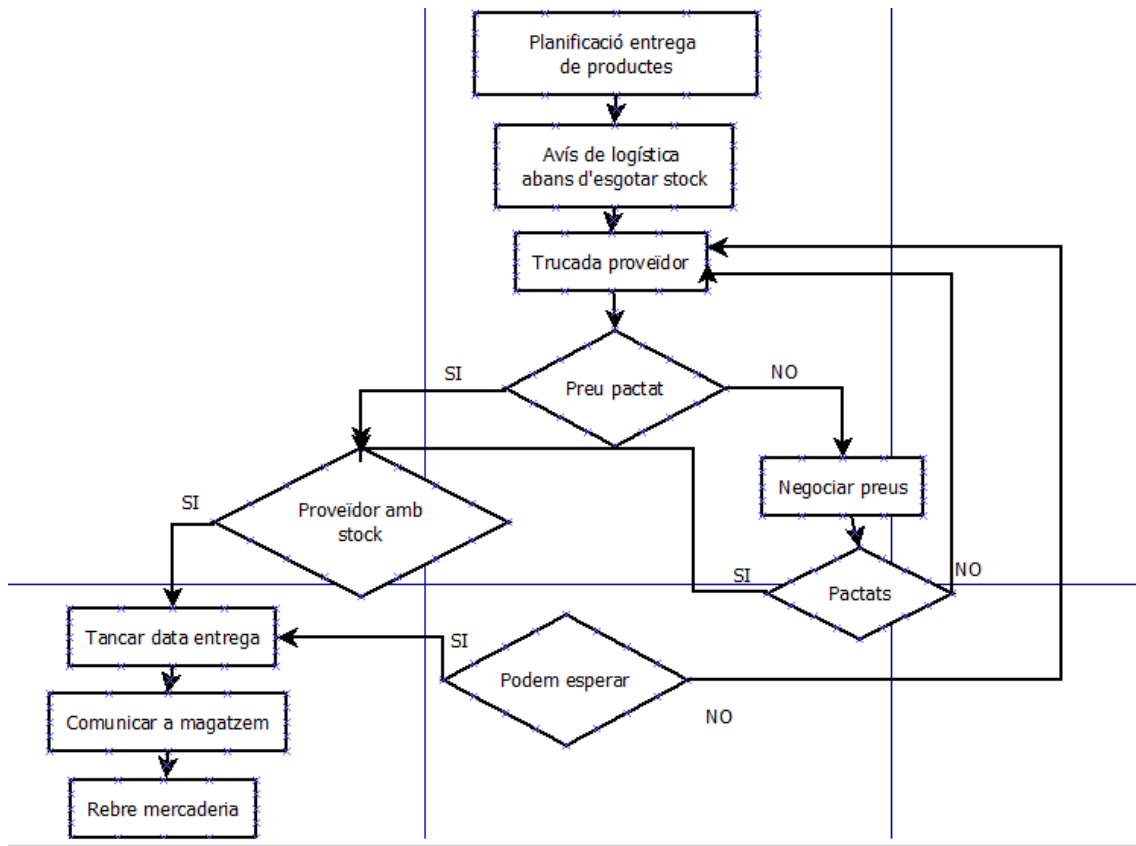 Planificació entrega
de productes
Avís de logística
abans d'esgotar stock
Trucada proveïdor
Preu pactat
SI
NO
Negociar preus
Proveïdor amb
stock
SI
Pactats
SI
NO
Tancar data entrega
Podem esperar
SI
NO
Comunicar a magatzem
Rebre mercaderia